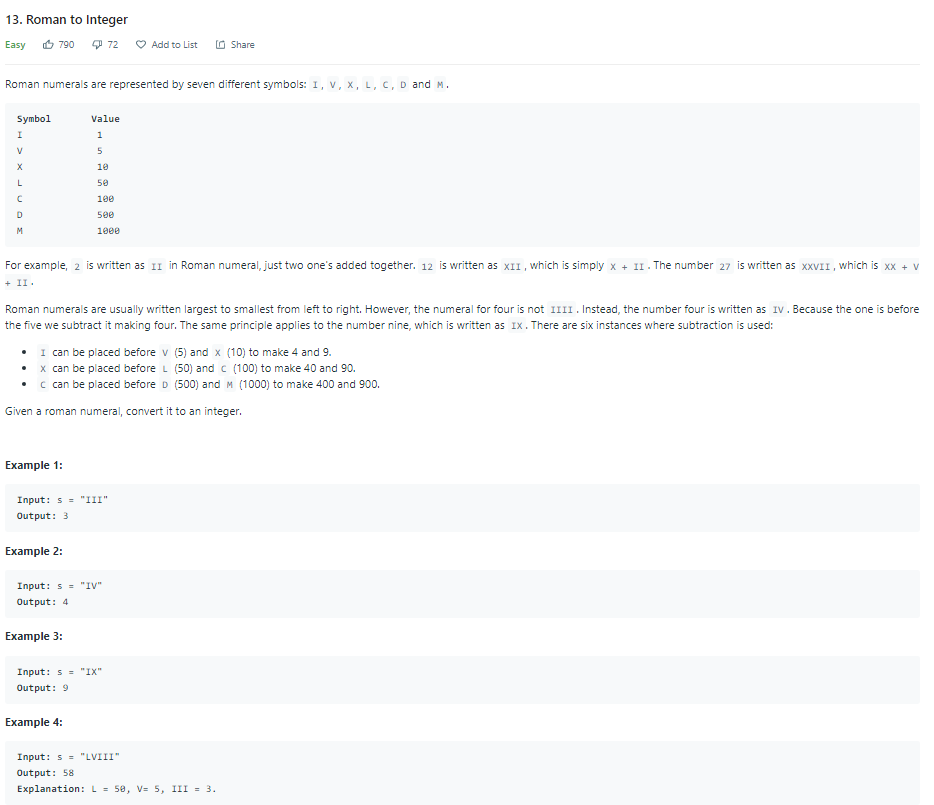 13. Roman to Integer
Easy 790 72 Add to List Share
Roman numerals are represented by seven different symbols: I, V, X, L, C, D and M.
Symbol Value
I 1
V 5
X 10
L 50
C 100
D 500
M 1000
For example, 2 is written as II in Roman numeral, just two one's added together. 12 is written as XII, which is simply X + II. The number 27 is written as XXVII, which is XX + V
+ II.
Roman numerals are usually written largest to smallest from left to right. However, the numeral for four is not IIII. Instead, the number four is written as IV. Because the one is before
the five we subtract it making four. The same principle applies to the number nine, which is written as IX. There are six instances where subtraction is used:
• I can be placed before V (5) and X (10) to make 4 and 9.
• X can be placed before L (50) and C (100) to make 40 and 90.
• C can be placed before D (500) and M (1000) to make 400 and 900.
Given a roman numeral, convert it to an integer.
Example 1:
Input: s = "III"
Output: 3
Example 2:
Input: s = "IV"
Output: 4
Example 3:
Input: s = "IX"
Output: 9
Example 4:
Input: s = "LVIII"
Output: 58
Explanation: L = 50, V= 5, III = 3.